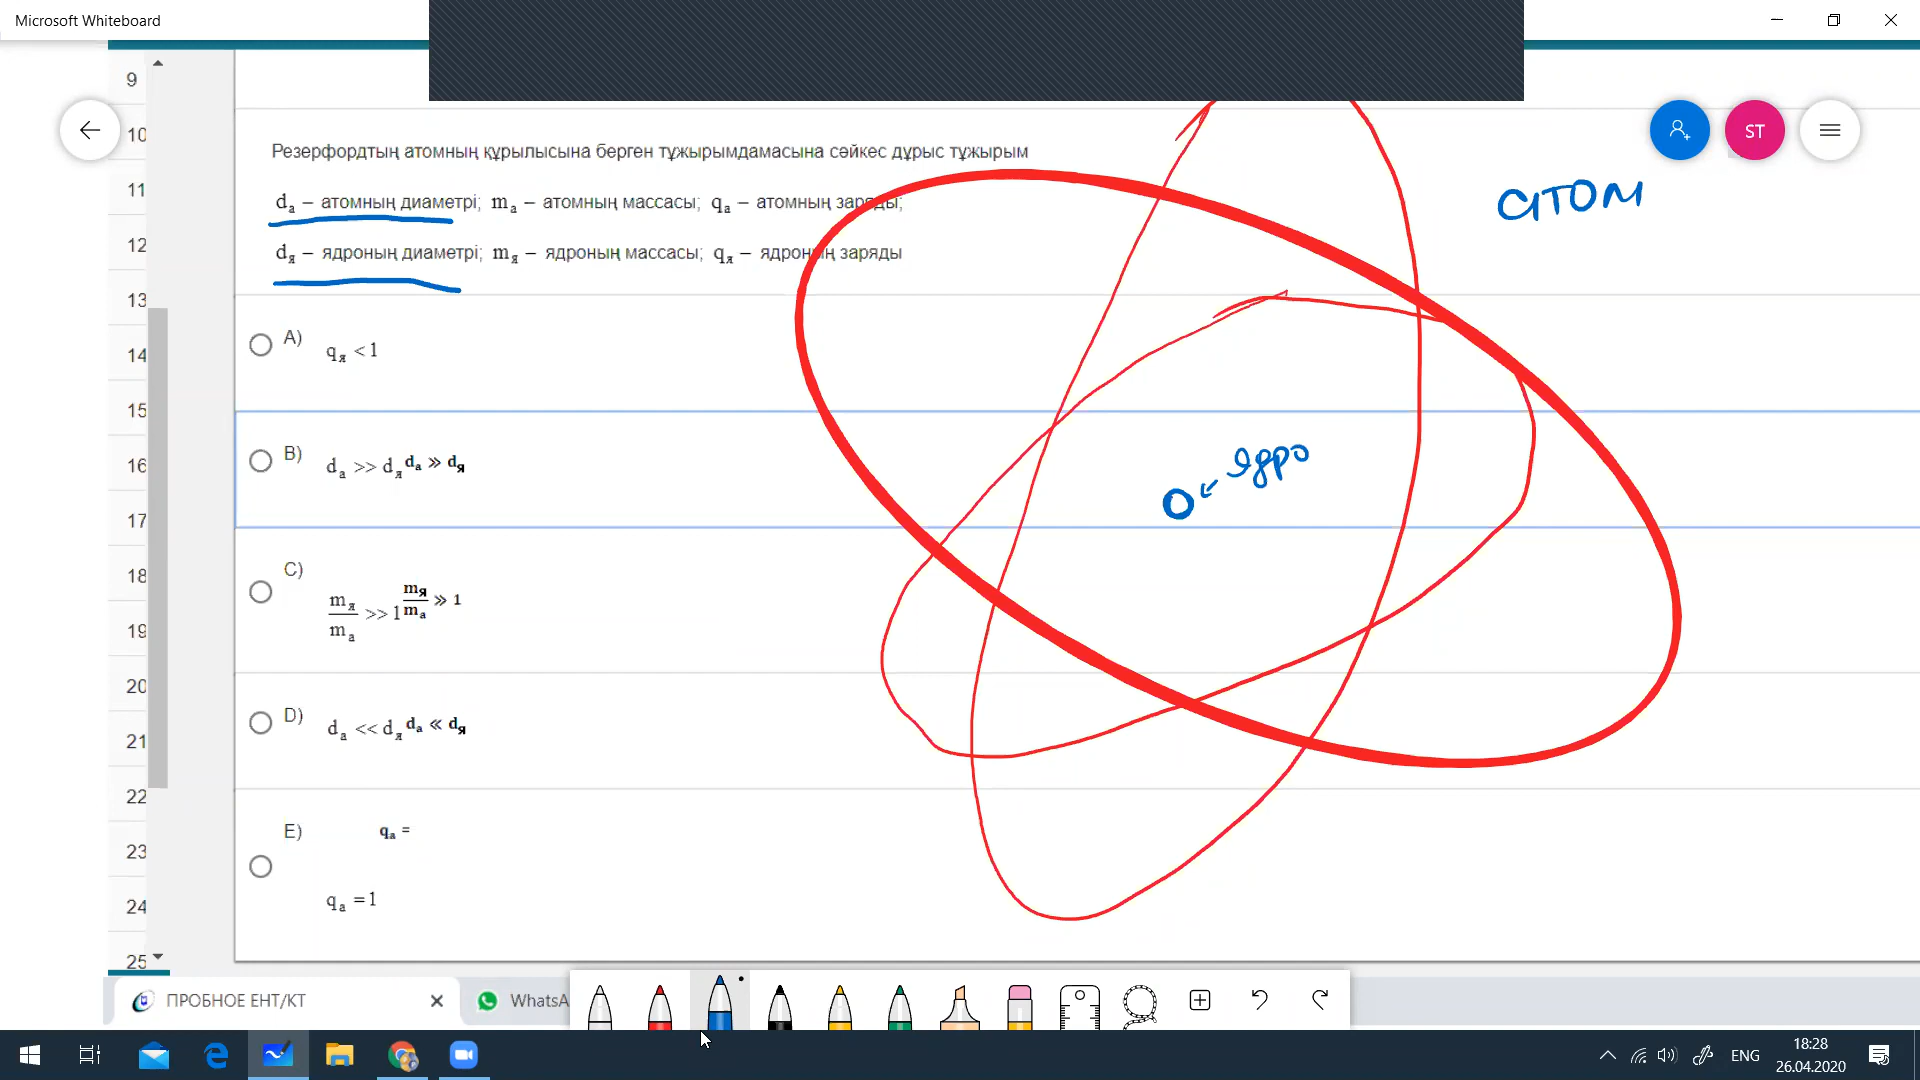 Microsoft Whiteboard
9
10
11
12
13
14
15
16
17
18
19
20
21
22
23
24
25
ST
Резерфордтың атомның құрылысына берген тұжырымдамасына сәйкес дұрыс тұжырым
dа – атомның диаметрі; mа – атомның массасы; qа – атомның заряды;
dя – ядроның диаметрі; mя – ядроның массасы; qя – ядроның заряды
атом
A) qя < 1
B) dа >> dя dа ≫ dя
ядро
C) mя/mа >> 1 mя/mа ≫ 1
D) dа << dя dа ≪ dя
E) qа =
qа = 1
ПРОБНОЕ ЕНТ/КТ
WhatsA
ENG
18:28
26.04.2020